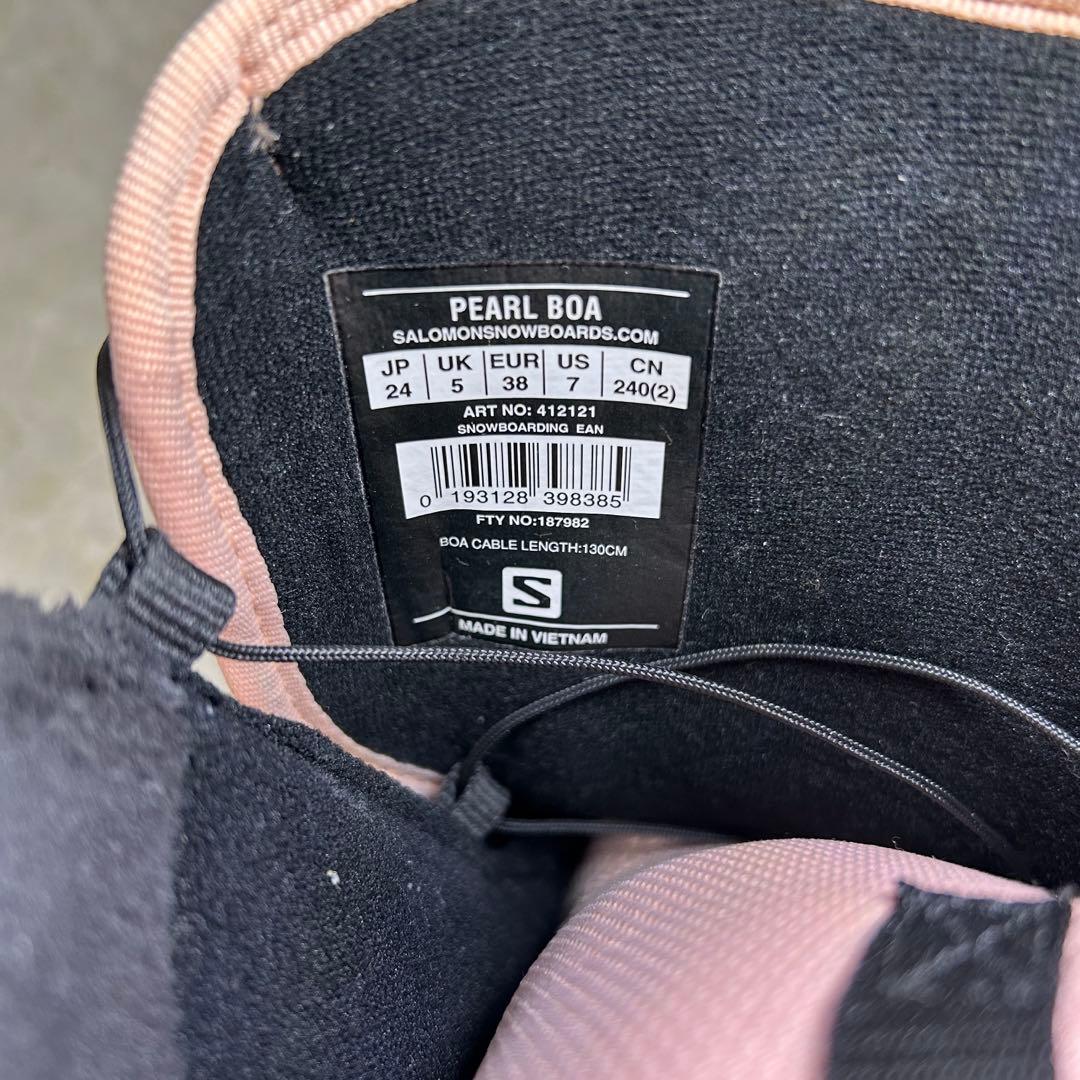 PEARL BOA
SALOMONSNOWBOARDS.COM
JP UK EUR US CN
24 5 38 7 240(2)
ART NO: 412121
SNOWBOARDING EAN
0 193128 398385
FTY NO:187982
BOA CABLE LENGTH:130CM
S
MADE IN VIETNAM